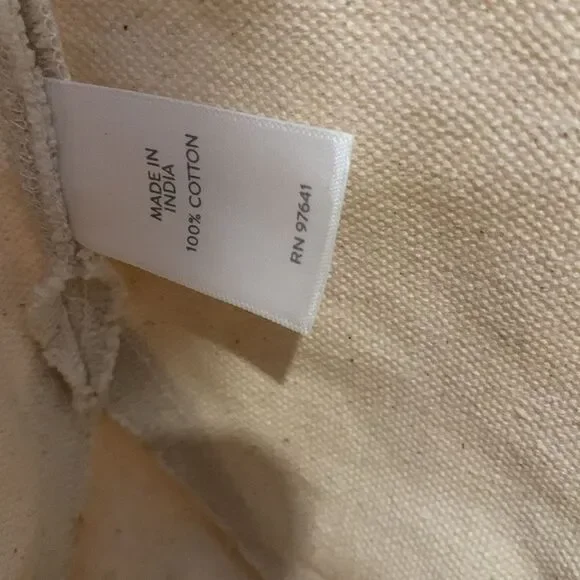 MADE IN
INDIA
100% COTTON
RN 97641